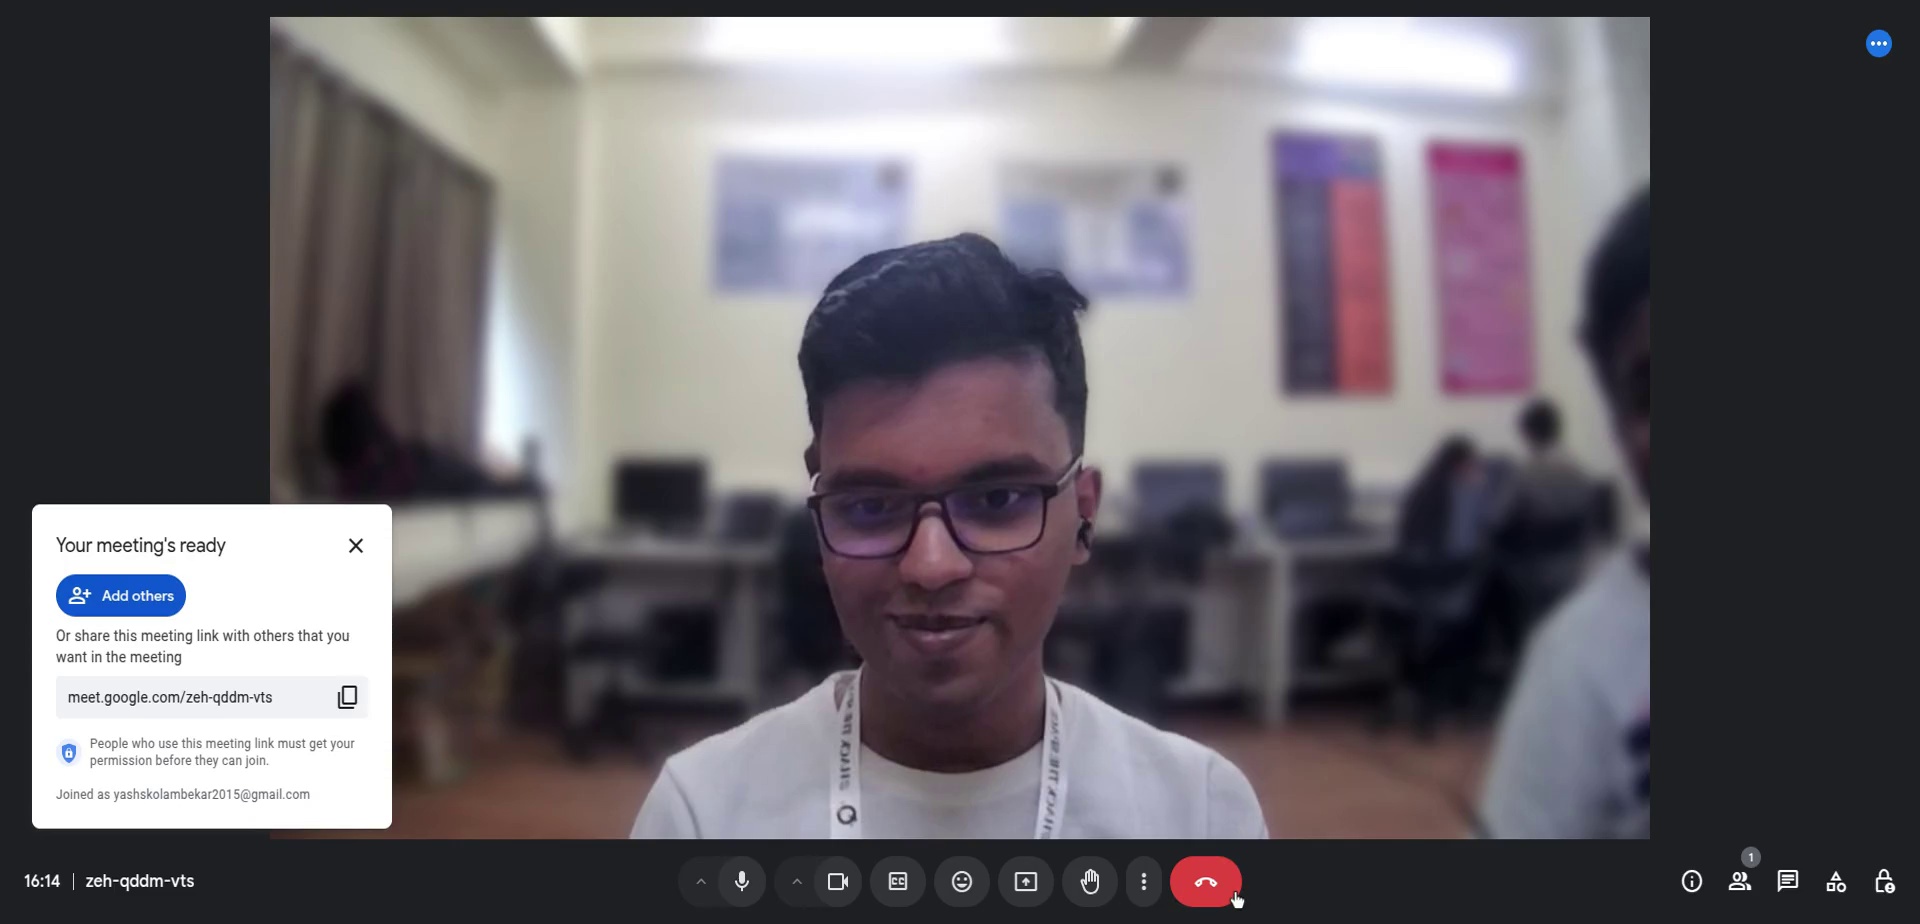 Your meeting's ready
Add others
Or share this meeting link with others that you
want in the meeting
meet.google.com/zeh-qddm-vts
People who use this meeting link must get your
permission before they can join.
Joined as yashskolambekar2015@gmail.com
16:14 | zeh-qddm-vts
CC
1